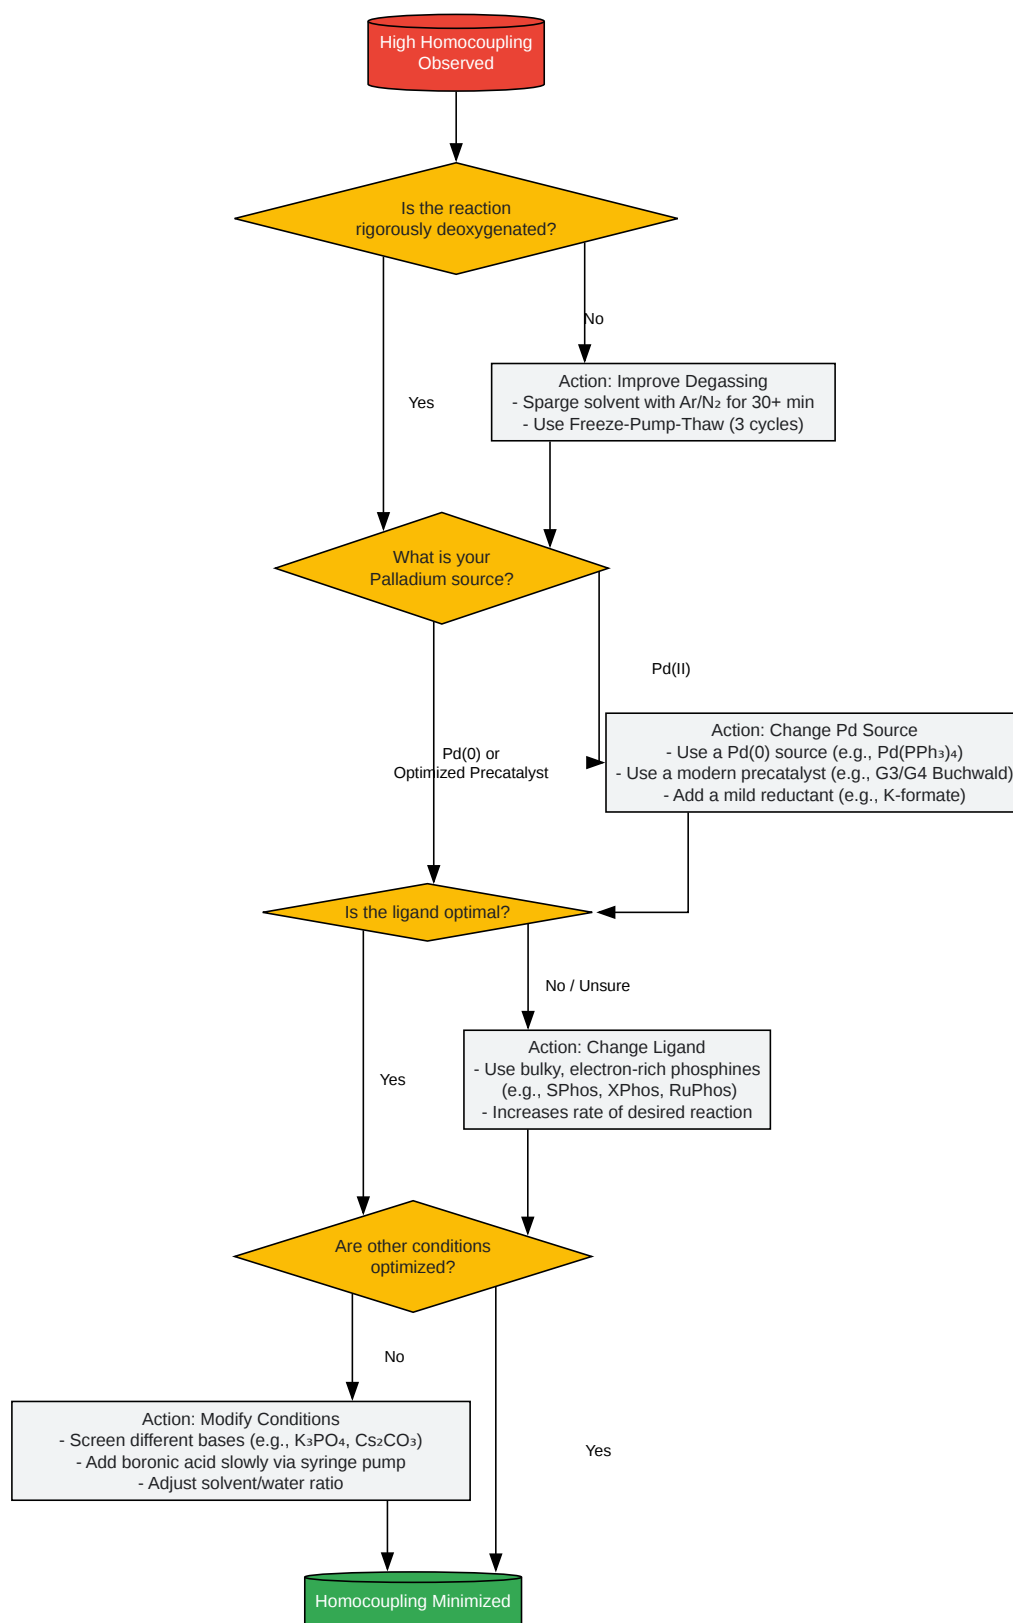 High Homocoupling
Observed
Is the reaction
rigorously deoxygenated?
No
Action: Improve Degassing
- Sparge solvent with Ar/N₂ for 30+ min
- Use Freeze-Pump-Thaw (3 cycles)
Yes
What is your
Palladium source?
Pd(II)
Action: Change Pd Source
- Use a Pd(0) source (e.g., Pd(PPh₃)₄)
- Use a modern precatalyst (e.g., G3/G4 Buchwald)
- Add a mild reductant (e.g., K-formate)
Pd(0) or
Optimized Precatalyst
Is the ligand optimal?
No / Unsure
Action: Change Ligand
- Use bulky, electron-rich phosphines
(e.g., SPhos, XPhos, RuPhos)
- Increases rate of desired reaction
Yes
Are other conditions
optimized?
No
Action: Modify Conditions
- Screen different bases (e.g., K₃PO₄, Cs₂CO₃)
- Add boronic acid slowly via syringe pump
- Adjust solvent/water ratio
Yes
Homocoupling Minimized